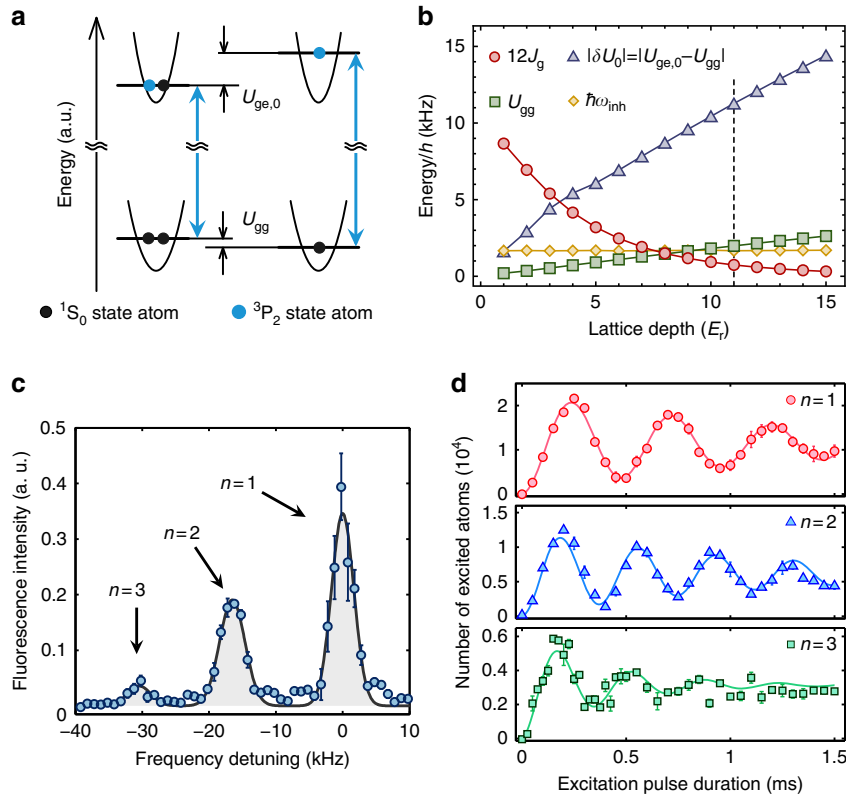 a
Energy (a.u.)
U_ge,0
U_gg
¹S₀ state atom
³P₂ state atom
b
12J_g
|δU₀|=|U_ge,0–U_gg|
U_gg
ħω_inh
Energy/h (kHz)
15
10
5
0
0 5 10 15
Lattice depth (E_r)
c
Fluorescence intensity (a. u.)
0.5
0.4
0.3
0.2
0.1
0
n=1
n=2
n=3
−40 −30 −20 −10 0 10
Frequency detuning (kHz)
d
Number of excited atoms (10⁴)
n=1
2
1
0
n=2
1.5
1
0.5
0
n=3
0.6
0.4
0.2
0
0 0.5 1 1.5
Excitation pulse duration (ms)